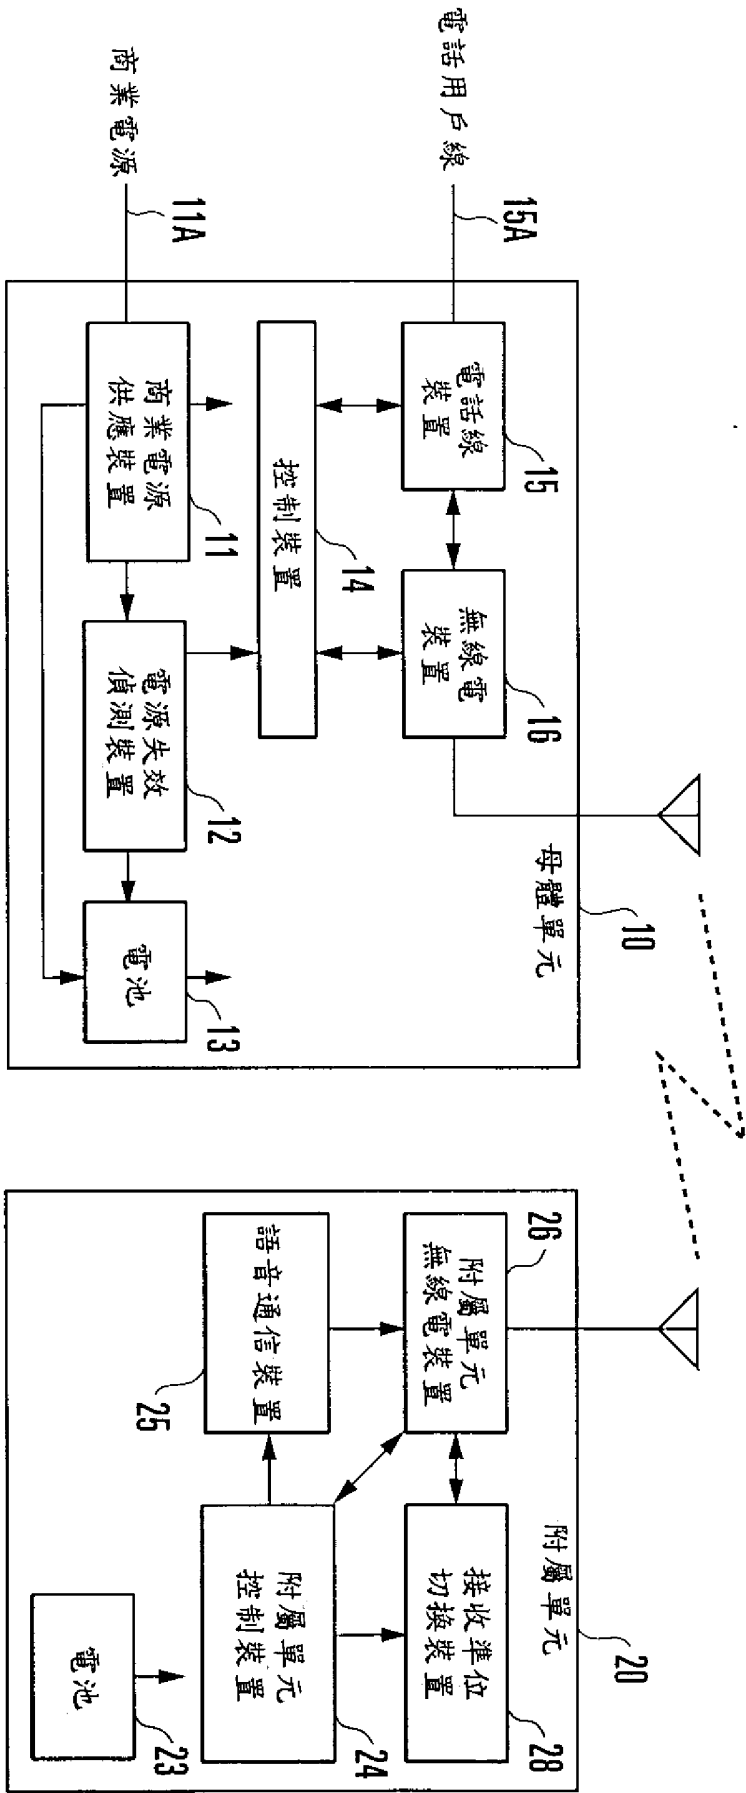 電話用戶線
15A
商業電源
11A
電話線
裝置
15
無線電
裝置
16
控制裝置
14
商業電源
供應裝置
11
電源失效
偵測裝置
12
電池
13
母體單元
10
附屬單元
無線電裝置
26
接收準位
切換裝置
28
語音通信裝置
25
附屬單元
控制裝置
24
電池
23
附屬單元
20